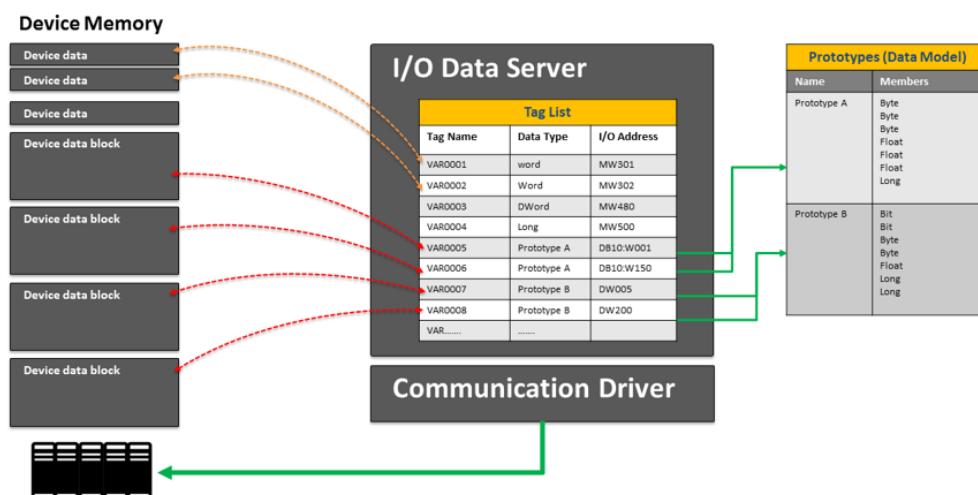 Device Memory
Device data
Device data
Device data
Device data block
Device data block
Device data block
Device data block
I/O Data Server
Tag List
Tag Name Data Type I/O Address
VAR0001 word MW301
VAR0002 Word MW302
VAR0003 DWord MW480
VAR0004 Long MW500
VAR0005 Prototype A DB10:W001
VAR0006 Prototype A DB10:W150
VAR0007 Prototype B DW005
VAR0008 Prototype B DW200
VAR....... .......
Communication Driver
Prototypes (Data Model)
Name Members
Prototype A Byte
Byte
Byte
Float
Float
Float
Long
Prototype B Bit
Bit
Byte
Byte
Float
Long
Long